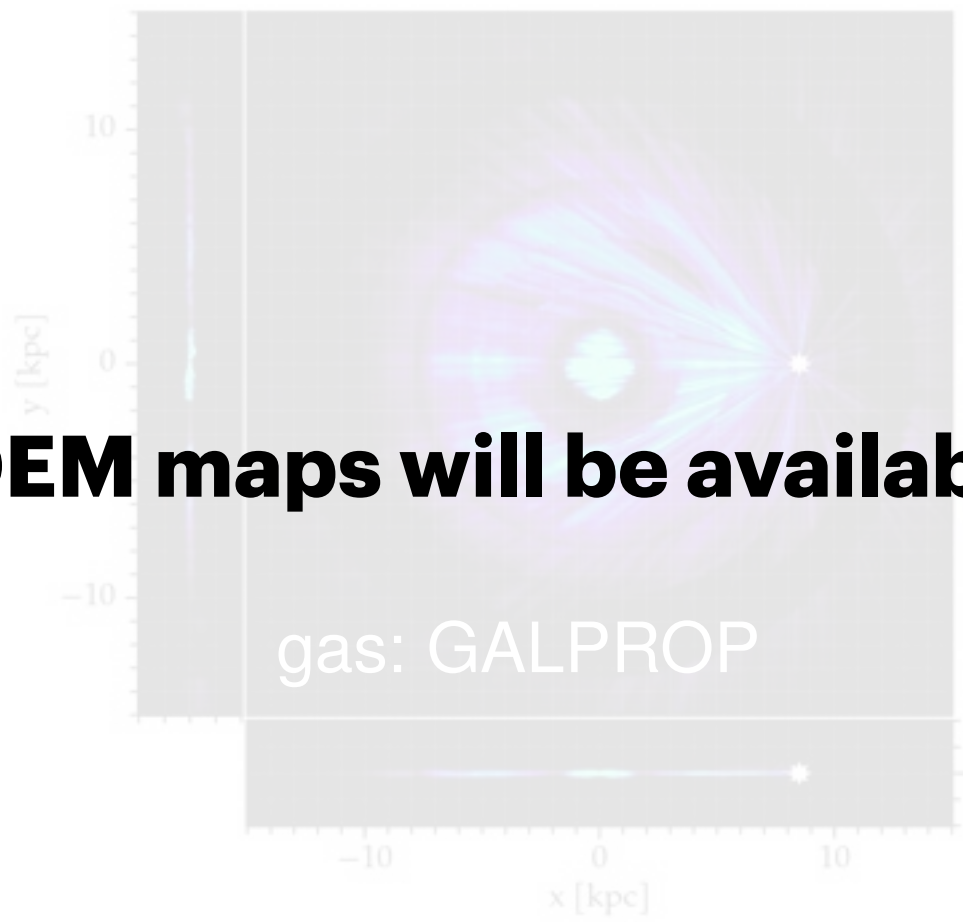 10
0
y [kpc]
EM maps will be availab
−10
gas: GALPROP
−10 0 10
x [kpc]